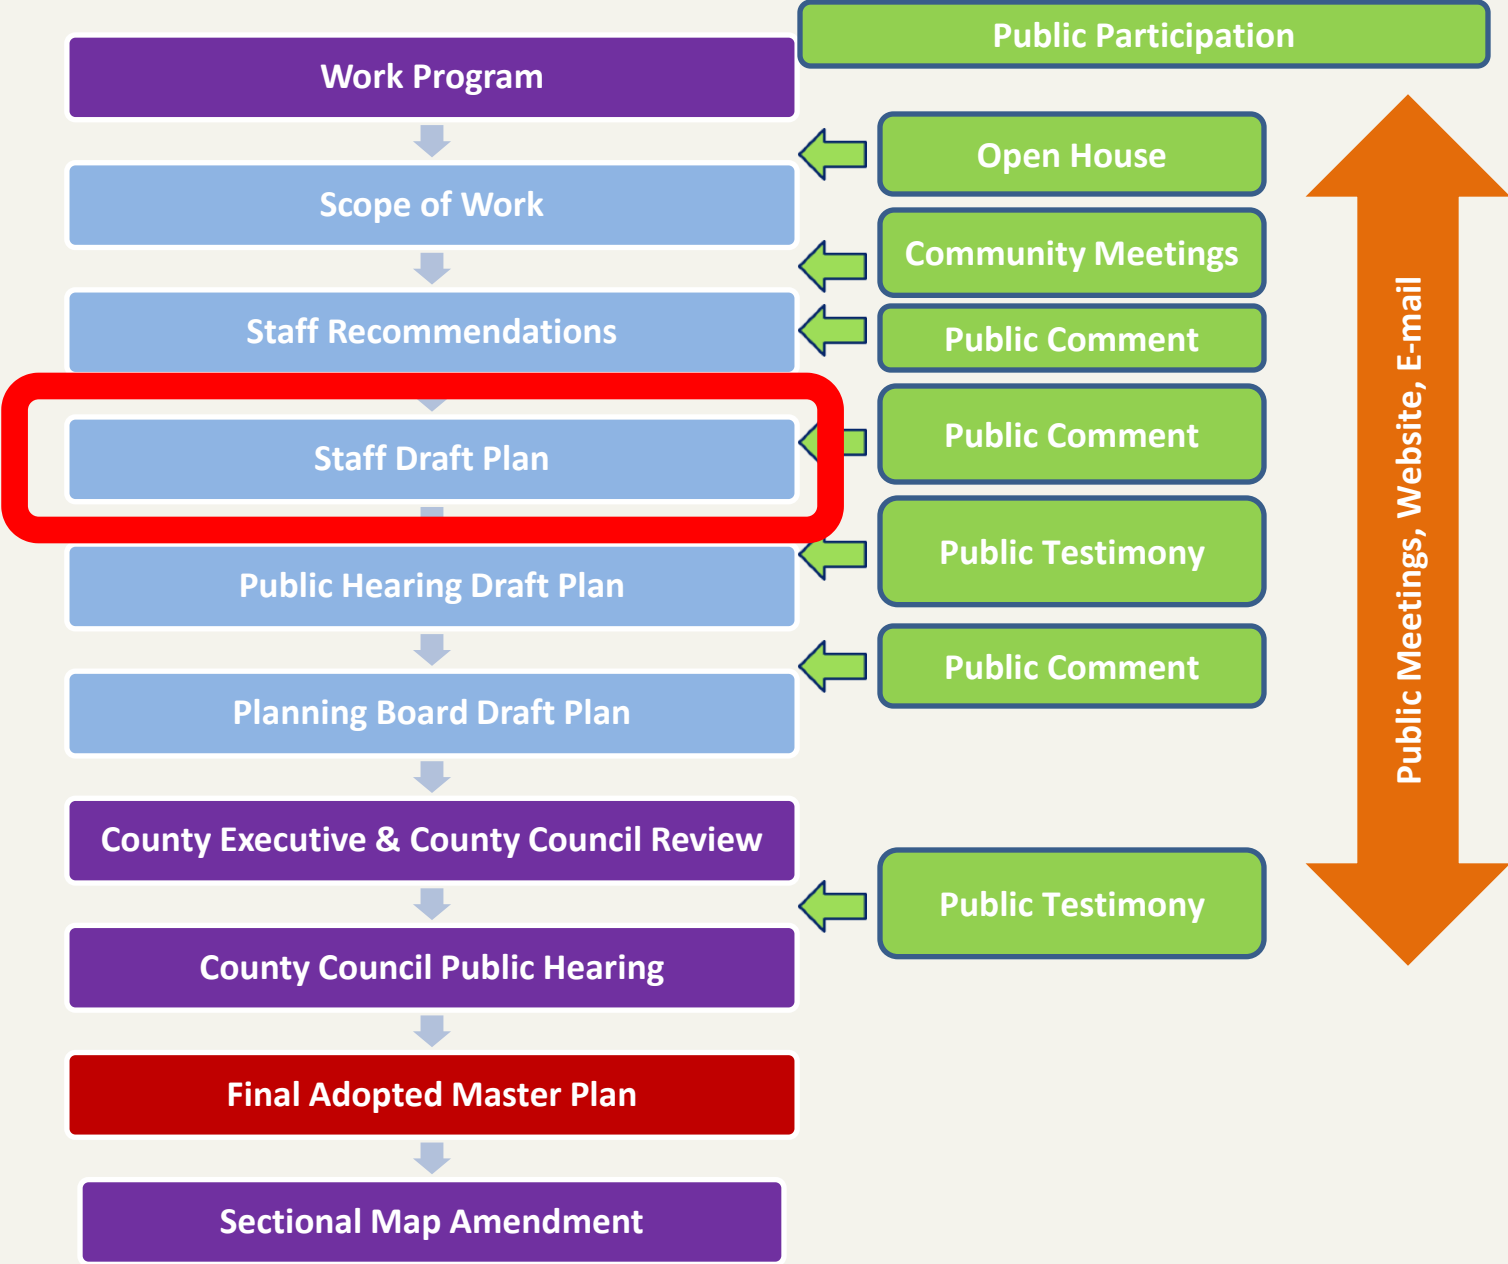 Public Participation
Work Program
Open House
Scope of Work
Community Meetings
Staff Recommendations
Public Comment
Public Comment
Staff Draft Plan
Public Testimony
Public Hearing Draft Plan
Public Comment
Planning Board Draft Plan
County Executive & County Council Review
Public Testimony
County Council Public Hearing
Final Adopted Master Plan
Sectional Map Amendment
Public Meetings, Website, E-mail